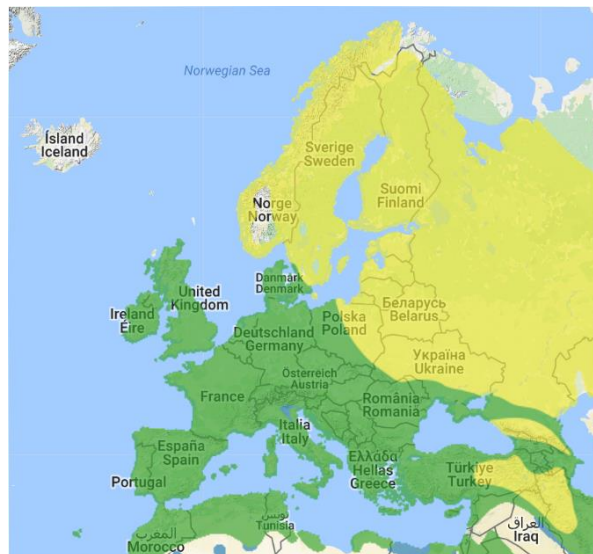 Norwegian Sea
Ísland
Iceland
Sverige
Sweden
Suomi
Finland
Norge
Norway
Danmark
Denmark
United
Kingdom
Ireland
Éire
Беларусь
Belarus
Polska
Poland
Deutschland
Germany
Україна
Ukraine
Österreich
Austria
France
România
Romania
Italia
Italy
España
Spain
Ελλάδα
Hellas
Greece
Türkiye
Turkey
Portugal
تونس
Tunisia
العراق
Iraq
المغرب
Morocco